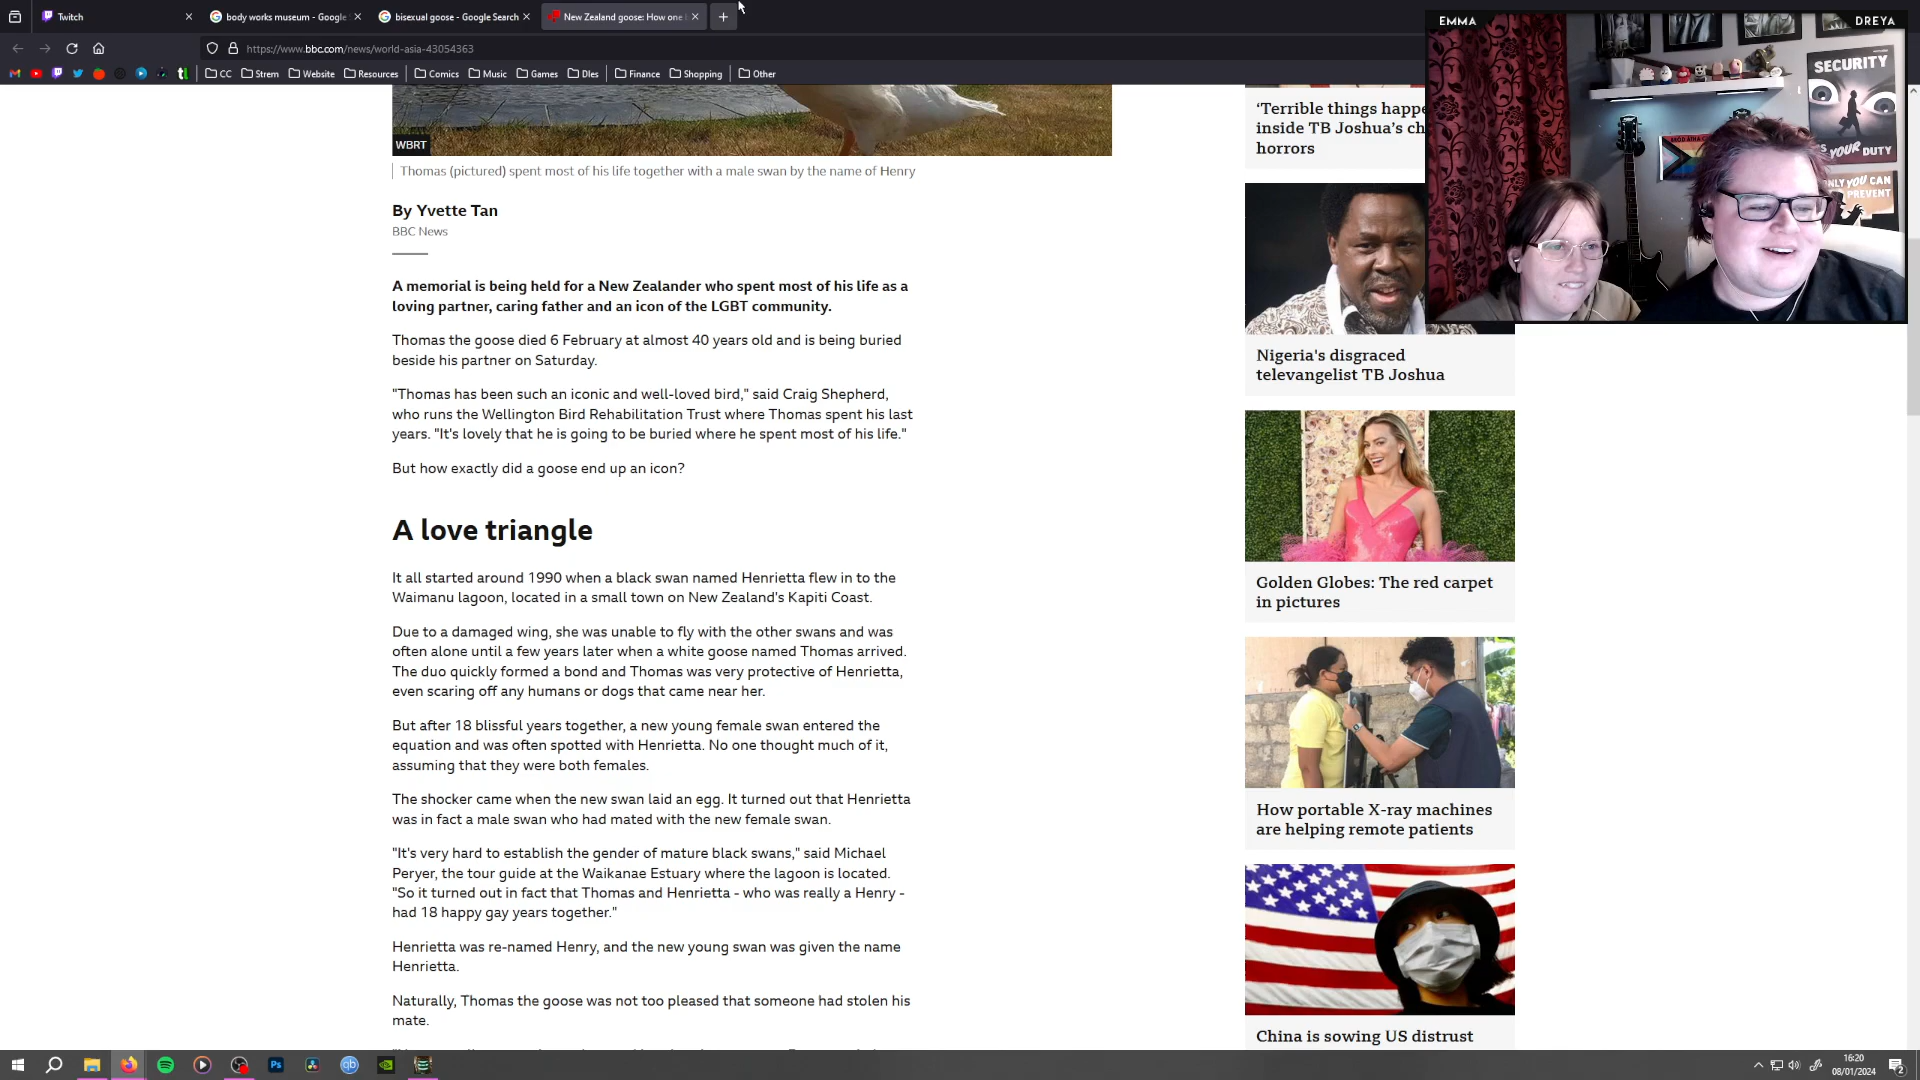 Twitch
body works museum - Google
bisexual goose - Google Search
New Zealand goose: How one b
https://www.bbc.com/news/world-asia-43054363
CC
Strem
Website
Resources
Comics
Music
Games
Dles
Finance
Shopping
Other
EMMA
DREYA
SECURITY
YOUR DUTY
ONLY YOU CAN
PREVENT
WBRT
Thomas (pictured) spent most of his life together with a male swan by the name of Henry
By Yvette Tan
BBC News
A memorial is being held for a New Zealander who spent most of his life as a
loving partner, caring father and an icon of the LGBT community.
Thomas the goose died 6 February at almost 40 years old and is being buried
beside his partner on Saturday.
"Thomas has been such an iconic and well-loved bird," said Craig Shepherd,
who runs the Wellington Bird Rehabilitation Trust where Thomas spent his last
years. "It's lovely that he is going to be buried where he spent most of his life."
But how exactly did a goose end up an icon?
A love triangle
It all started around 1990 when a black swan named Henrietta flew in to the
Waimanu lagoon, located in a small town on New Zealand's Kapiti Coast.
Due to a damaged wing, she was unable to fly with the other swans and was
often alone until a few years later when a white goose named Thomas arrived.
The duo quickly formed a bond and Thomas was very protective of Henrietta,
even scaring off any humans or dogs that came near her.
But after 18 blissful years together, a new young female swan entered the
equation and was often spotted with Henrietta. No one thought much of it,
assuming that they were both females.
The shocker came when the new swan laid an egg. It turned out that Henrietta
was in fact a male swan who had mated with the new female swan.
"It's very hard to establish the gender of mature black swans," said Michael
Peryer, the tour guide at the Waikanae Estuary where the lagoon is located.
"So it turned out in fact that Thomas and Henrietta - who was really a Henry -
had 18 happy gay years together."
Henrietta was re-named Henry, and the new young swan was given the name
Henrietta.
Naturally, Thomas the goose was not too pleased that someone had stolen his
mate.
'Terrible things happe
inside TB Joshua's ch
horrors
Nigeria's disgraced
televangelist TB Joshua
Golden Globes: The red carpet
in pictures
How portable X-ray machines
are helping remote patients
China is sowing US distrust
16:20
08/01/2024